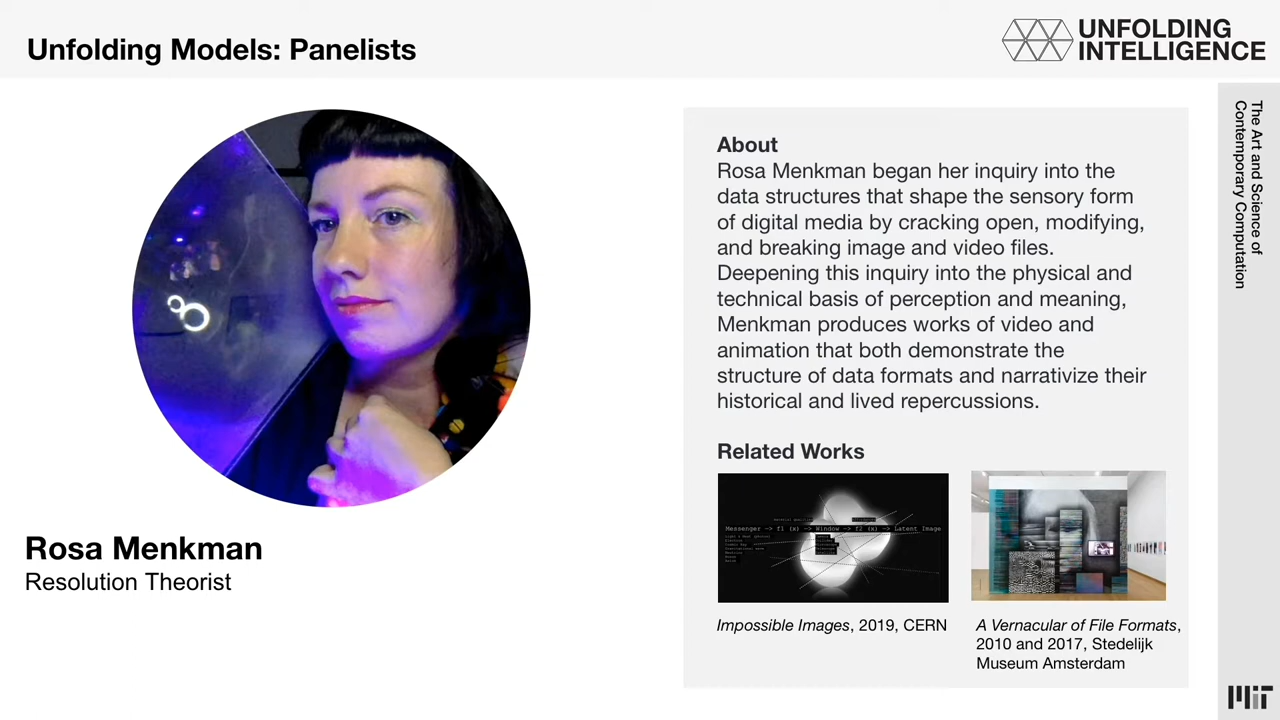 Unfolding Models: Panelists
UNFOLDING
INTELLIGENCE
The Art and Science of
Contemporary Computation
About
Rosa Menkman began her inquiry into the
data structures that shape the sensory form
of digital media by cracking open, modifying,
and breaking image and video files.
Deepening this inquiry into the physical and
technical basis of perception and meaning,
Menkman produces works of video and
animation that both demonstrate the
structure of data formats and narrativize their
historical and lived repercussions.
Related Works
Messenger -> f1 (x) -> Window -> f2 (x) -> Latent Image
Impossible Images, 2019, CERN
A Vernacular of File Formats,
2010 and 2017, Stedelijk
Museum Amsterdam
Rosa Menkman
Resolution Theorist
MIT